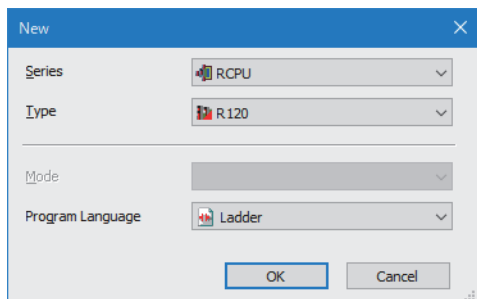 New
Series
RCPU
Type
R120
Mode
Program Language
Ladder
OK
Cancel